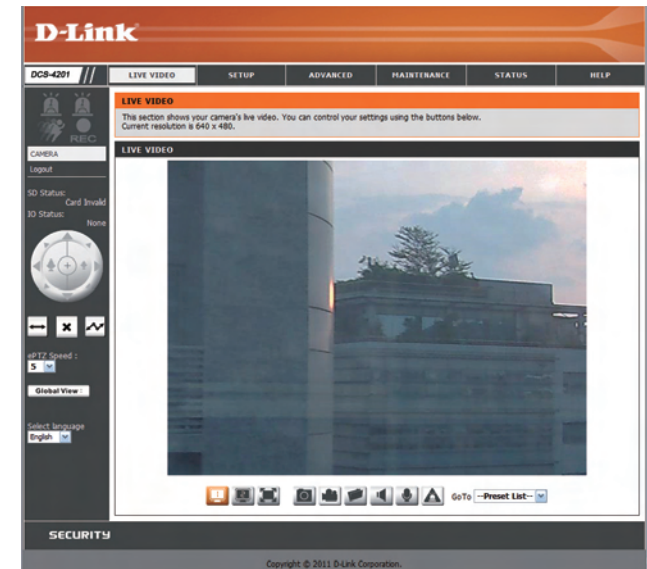 D-Link
DCS-4201 // LIVE VIDEO SETUP ADVANCED MAINTENANCE STATUS HELP
REC
CAMERA
Logout
SD Status:
Card Invalid
IO Status:
None
ePTZ Speed :
5
Global View :
Select language
English
LIVE VIDEO
This section shows your camera's live video. You can control your settings using the buttons below.
Current resolution is 640 x 480.
LIVE VIDEO
1 2
GoTo --Preset List--
SECURITY
Copyright © 2011 D-Link Corporation.